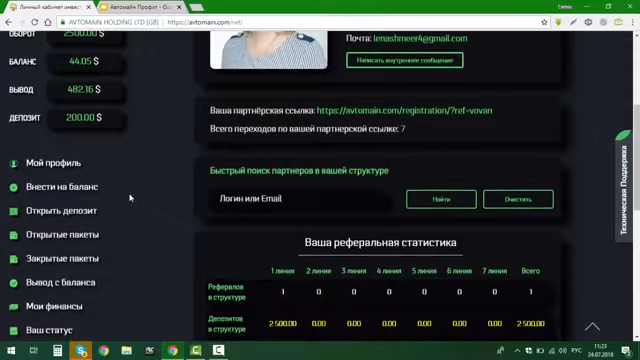 Личный кабинет инвест
Автомайн Профит - Goo
Елена
AVTOMAIN HOLDING LTD [GB]
https://avtomain.com/ref/
ОБОРОТ
2500.00 $
БАЛАНС
44.05 $
ВЫВОД
482.16 $
ДЕПОЗИТ
200.00 $
Мой профиль
Внести на баланс
Открыть депозит
Открытые пакеты
Закрытые пакеты
Вывод с баланса
Мои финансы
Ваш статус
Почта: lenashmeer4@gmail.com
Написать внутреннее сообщение
Ваша партнёрская ссылка: https://avtomain.com/registration/?ref=vovan
Всего переходов по вашей партнерской ссылке: 7
Быстрый поиск партнеров в вашей структуре
Логин или Email
Найти
Очистить
Ваша реферальная статистика
1 линия 2 линия 3 линия 4 линия 5 линия 6 линия 7 линия Всего
Рефералов в структуре 1 0 0 0 0 0 0 1
Депозитов в структуре 2 500.00 0.00 0.00 0.00 0.00 0.00 0.00 2 500.00
Техническая Поддержка
РУС
11:23
24.07.2018